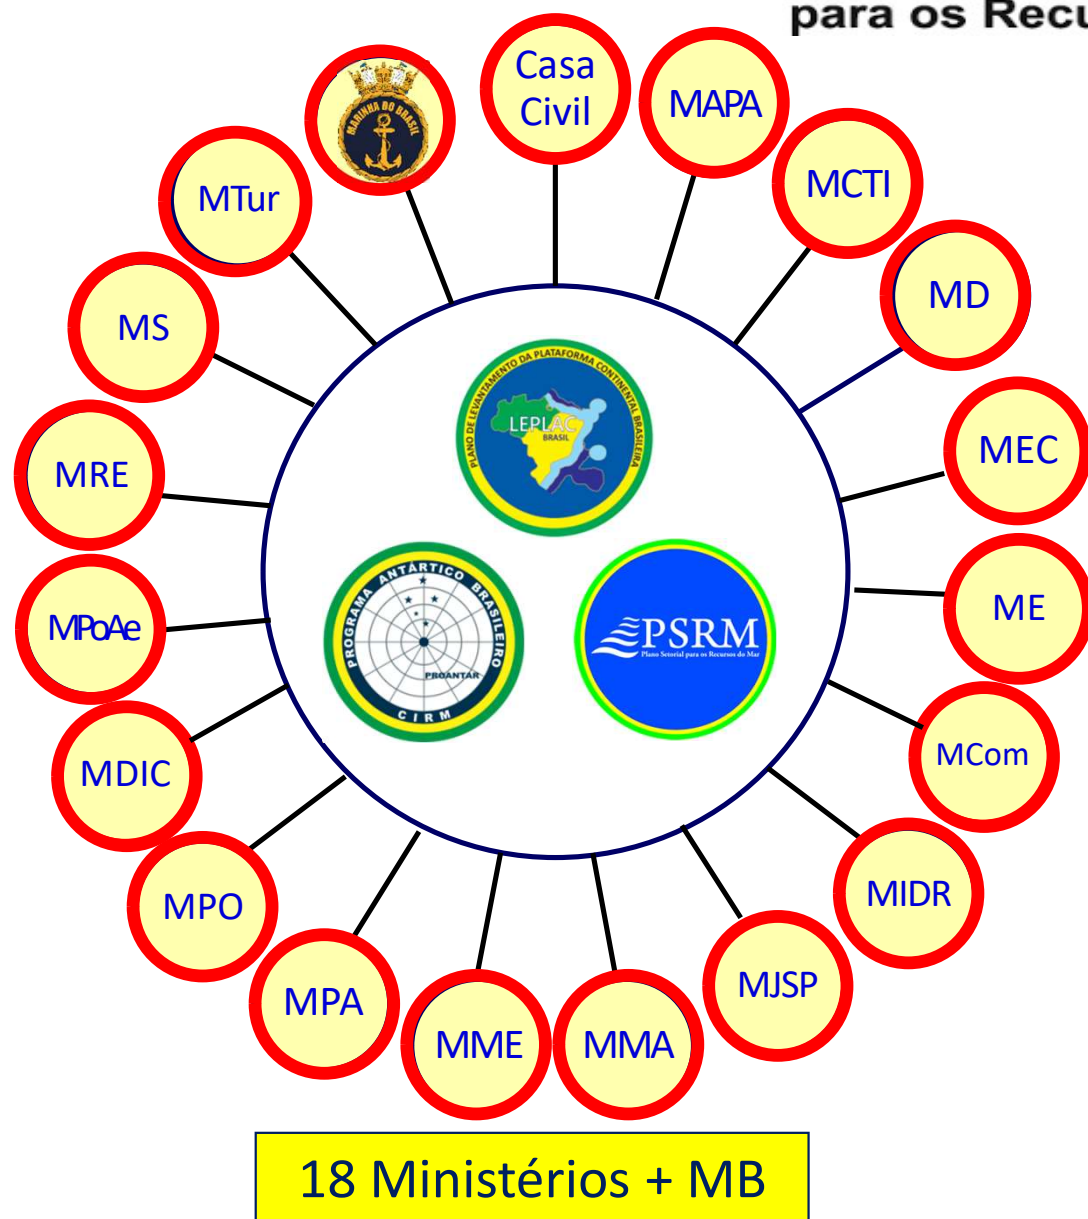 para os Recu
Casa
Civil
MAPA
MCTI
MD
MEC
ME
MCom
MIDR
MJSP
MMA
MME
MPA
MPO
MDIC
MPoAe
MRE
MS
MTur
MARINHA DO BRASIL
PLANO DE LEVANTAMENTO DA PLATAFORMA CONTINENTAL BRASILEIRA
LEPLAC
BRASIL
PROGRAMA ANTÁRTICO BRASILEIRO
PROANTAR
CIRM
PSRM
Plano Setorial para os Recursos do Mar
18 Ministérios + MB